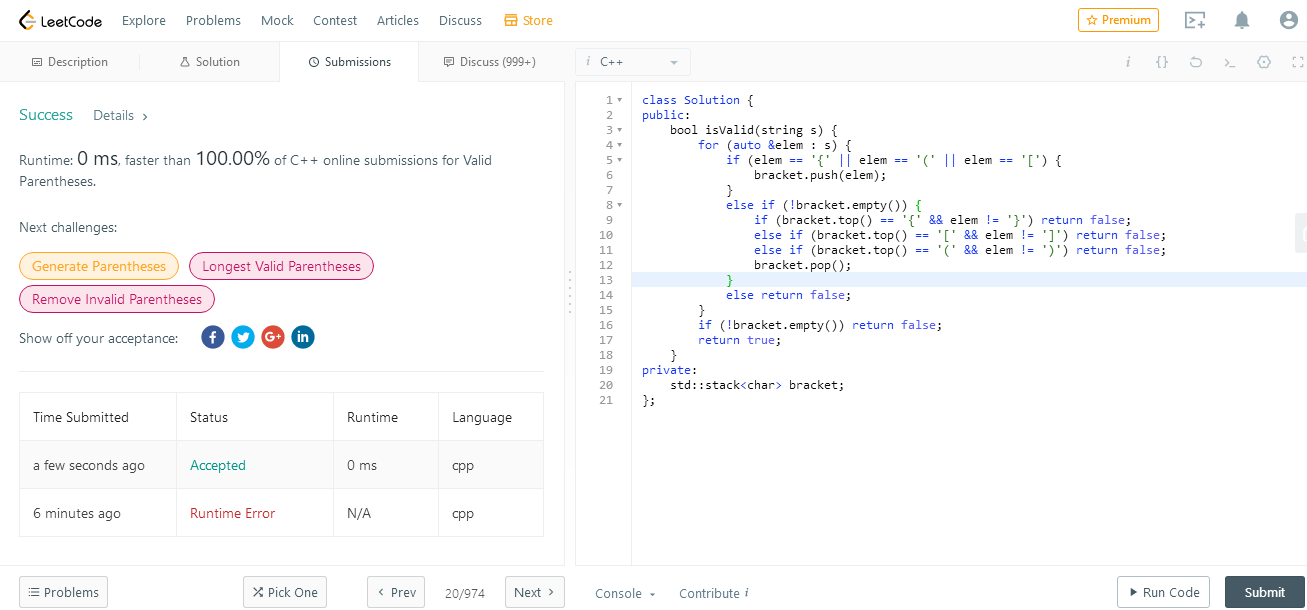 LeetCode Explore Problems Mock Contest Articles Discuss Store Premium
Description Solution Submissions Discuss (999+) i C++ i {}
Success Details
Runtime: 0 ms, faster than 100.00% of C++ online submissions for Valid
Parentheses.
Next challenges:
Generate Parentheses Longest Valid Parentheses
Remove Invalid Parentheses
Show off your acceptance: f G+ in
Time Submitted Status Runtime Language
a few seconds ago Accepted 0 ms cpp
6 minutes ago Runtime Error N/A cpp
1 class Solution {
2 public:
3 bool isValid(string s) {
4 for (auto &elem : s) {
5 if (elem == '{' || elem == '(' || elem == '[') {
6 bracket.push(elem);
7 }
8 else if (!bracket.empty()) {
9 if (bracket.top() == '{' && elem != '}') return false;
10 else if (bracket.top() == '[' && elem != ']') return false;
11 else if (bracket.top() == '(' && elem != ')') return false;
12 bracket.pop();
13 }
14 else return false;
15 }
16 if (!bracket.empty()) return false;
17 return true;
18 }
19 private:
20 std::stack<char> bracket;
21 };
Problems Pick One Prev 20/974 Next Console Contribute i Run Code Submit